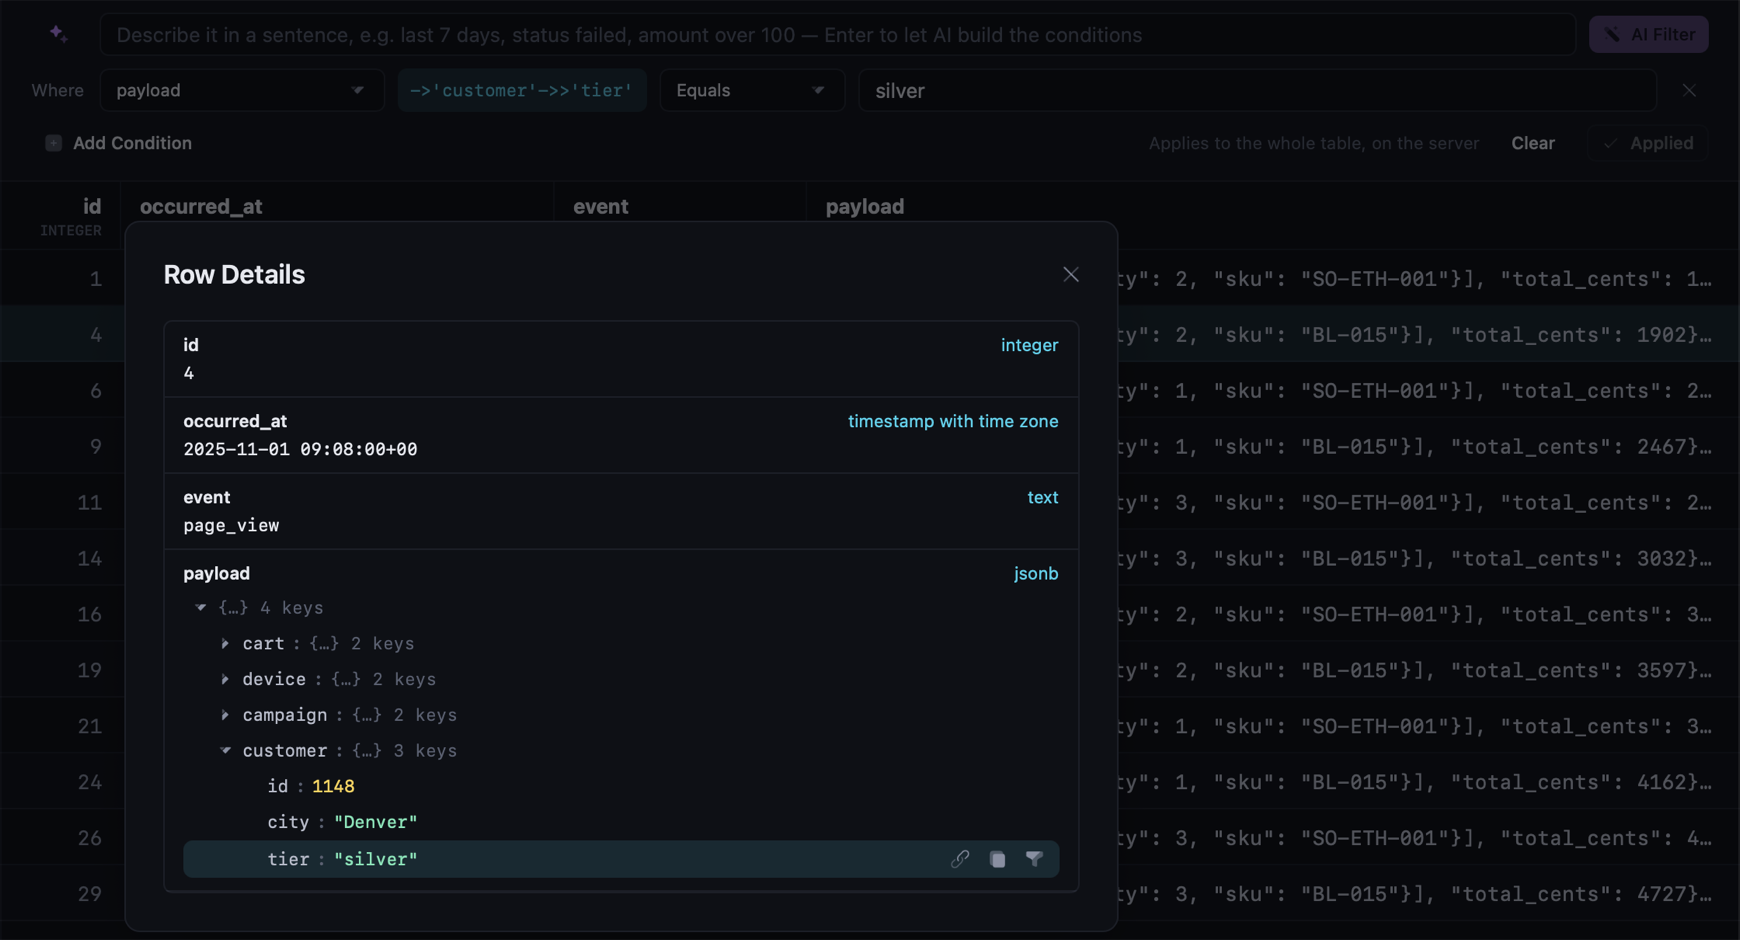 Describe it in a sentence, e.g. last 7 days, status failed, amount over 100 — Enter to let AI build the conditions
AI Filter
Where
payload
->'customer'->>'tier'
Equals
silver
Add Condition
Applies to the whole table, on the server
Clear
Applied
id
INTEGER
occurred_at
event
payload
Row Details
id
integer
4
occurred_at
timestamp with time zone
2025-11-01 09:08:00+00
event
text
page_view
payload
jsonb
{…} 4 keys
cart : {…} 2 keys
device : {…} 2 keys
campaign : {…} 2 keys
customer : {…} 3 keys
id : 1148
city : "Denver"
tier : "silver"
1
ty": 2, "sku": "SO-ETH-001"}], "total_cents": 1…
4
ty": 2, "sku": "BL-015"}], "total_cents": 1902}…
6
ty": 1, "sku": "SO-ETH-001"}], "total_cents": 2…
9
ty": 1, "sku": "BL-015"}], "total_cents": 2467}…
11
ty": 3, "sku": "SO-ETH-001"}], "total_cents": 2…
14
ty": 3, "sku": "BL-015"}], "total_cents": 3032}…
16
ty": 2, "sku": "SO-ETH-001"}], "total_cents": 3…
19
ty": 2, "sku": "BL-015"}], "total_cents": 3597}…
21
ty": 1, "sku": "SO-ETH-001"}], "total_cents": 3…
24
ty": 1, "sku": "BL-015"}], "total_cents": 4162}…
26
ty": 3, "sku": "SO-ETH-001"}], "total_cents": 4…
29
ty": 3, "sku": "BL-015"}], "total_cents": 4727}…